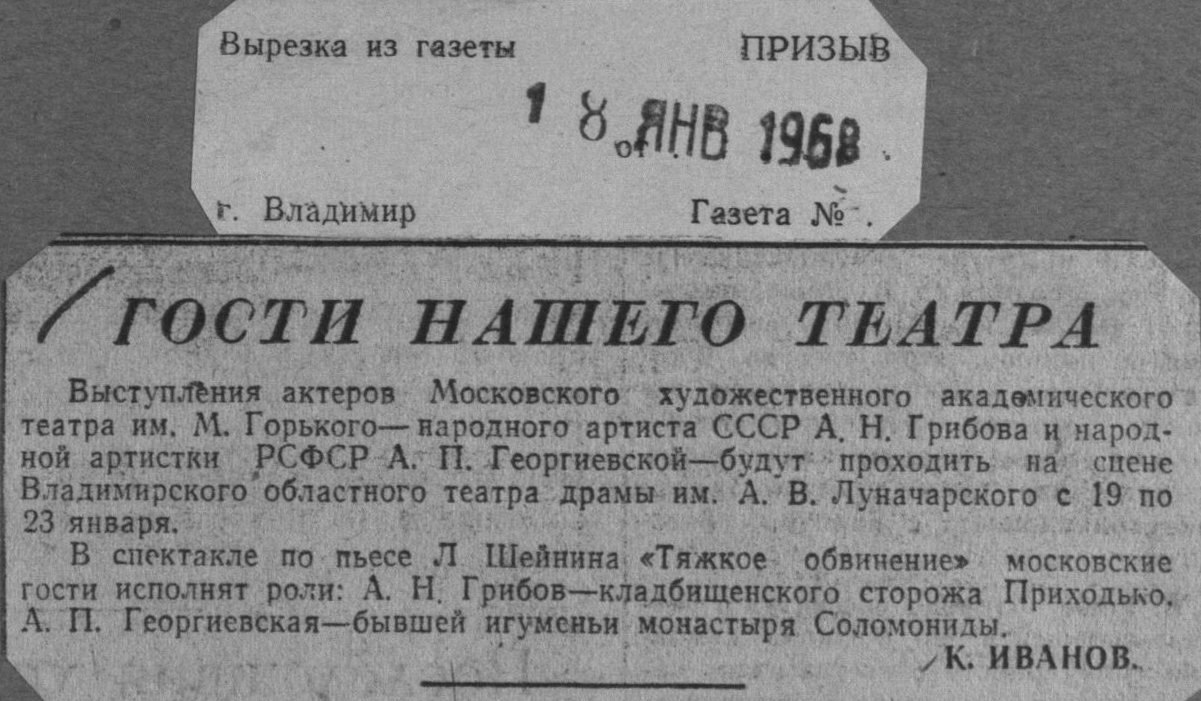 Вырезка из газеты ПРИЗЫВ
18 ЯНВ 1968
от
г. Владимир Газета №
ГОСТИ НАШЕГО ТЕАТРА
Выступления актеров Московского художественного академического
театра им. М. Горького—народного артиста СССР А. Н. Грибова и народ-
ной артистки РСФСР А. П. Георгиевской—будут проходить на сцене
Владимирского областного театра драмы им. А. В. Луначарского с 19 по
23 января.
В спектакле по пьесе Л Шейнина «Тяжкое обвинение» московские
гости исполнят роли: А. Н. Грибов—кладбищенского сторожа Приходько,
А. П. Георгиевская—бывшей игуменьи монастыря Соломониды.
К. ИВАНОВ.